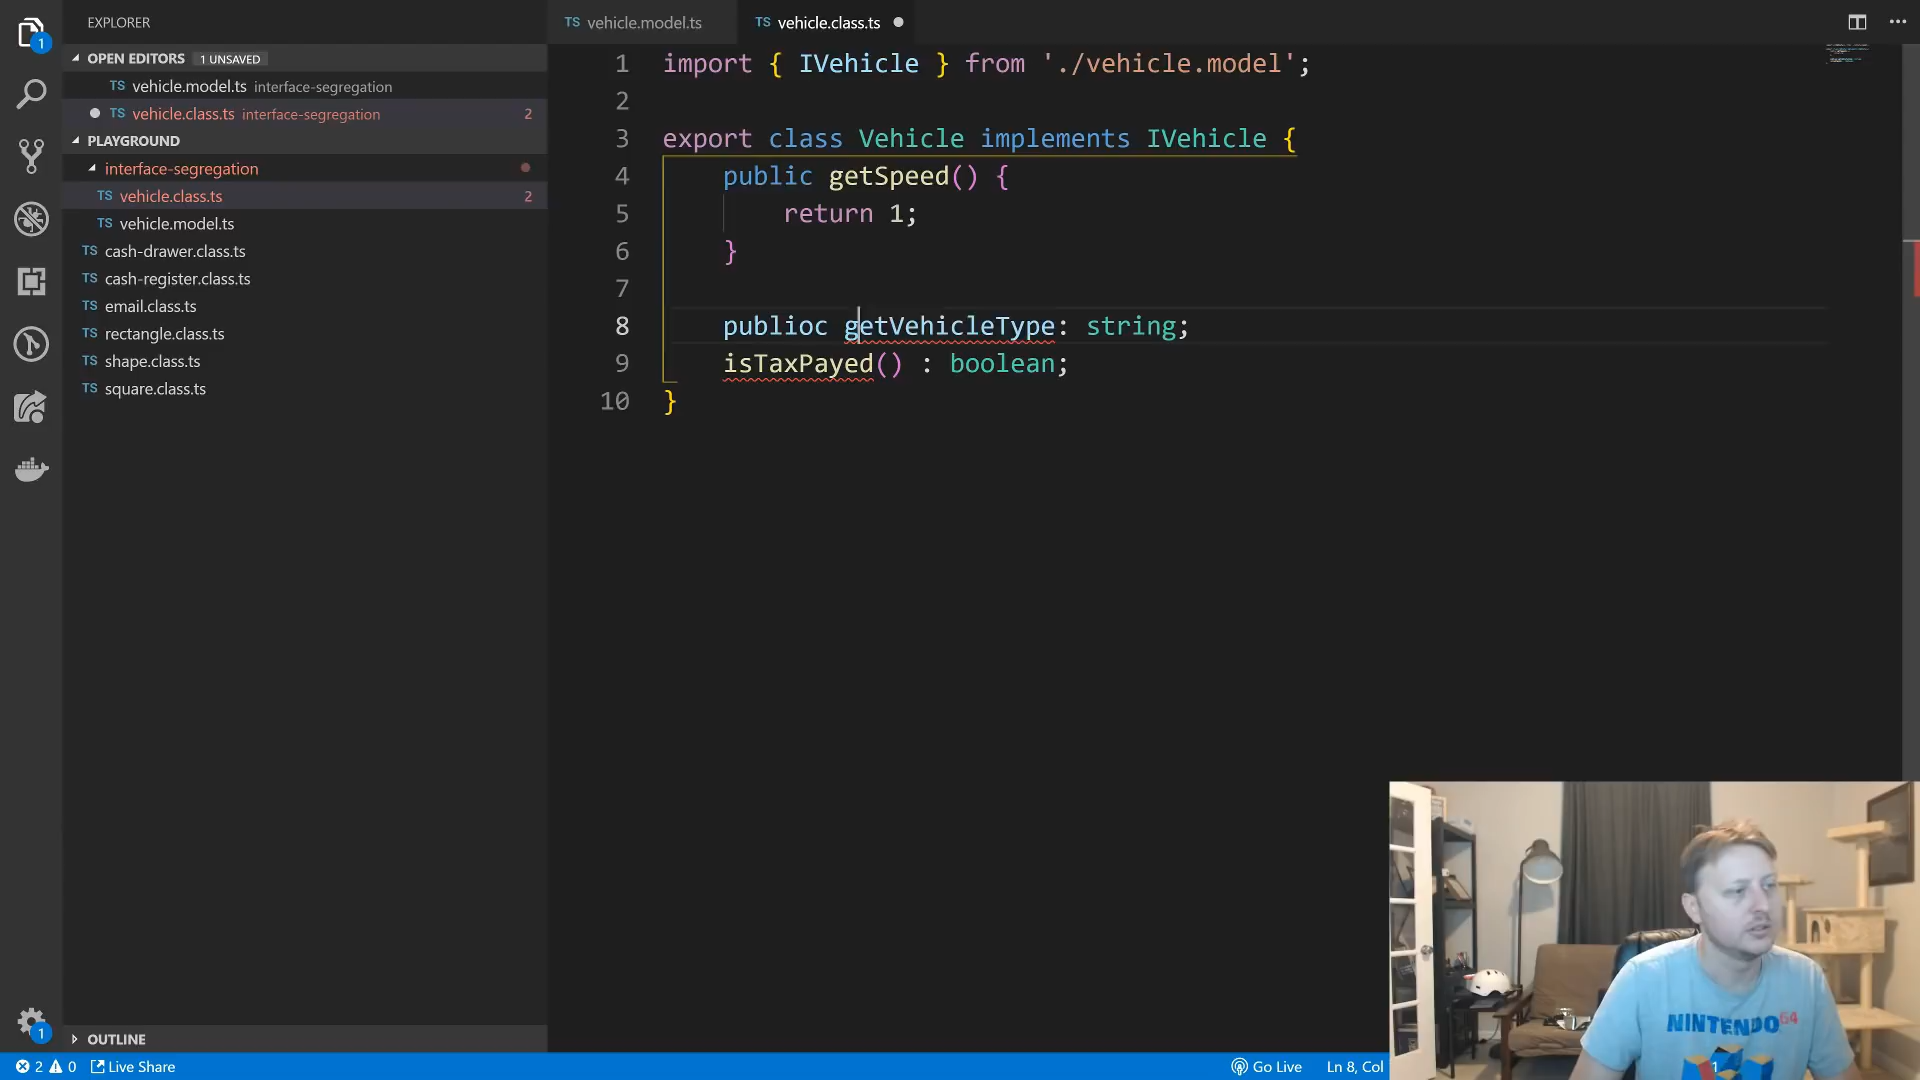 EXPLORER
OPEN EDITORS 1 UNSAVED
TS vehicle.model.ts interface-segregation
TS vehicle.class.ts interface-segregation 2
PLAYGROUND
interface-segregation
TS vehicle.class.ts 2
TS vehicle.model.ts
TS cash-drawer.class.ts
TS cash-register.class.ts
TS email.class.ts
TS rectangle.class.ts
TS shape.class.ts
TS square.class.ts
OUTLINE
1
1
TS vehicle.model.ts
TS vehicle.class.ts
1 import { IVehicle } from './vehicle.model';
2
3 export class Vehicle implements IVehicle {
4 public getSpeed() {
5 return 1;
6 }
7
8 publioc getVehicleType: string;
9 isTaxPayed() : boolean;
10 }
NINTENDO 64
2 0 Live Share
Go Live Ln 8, Col
1